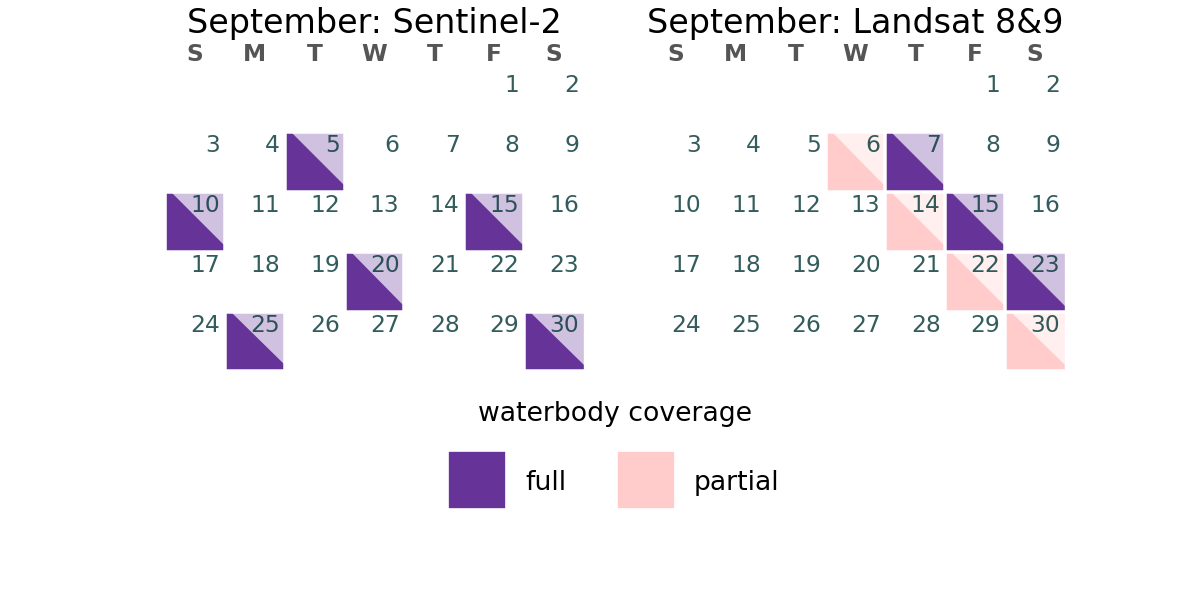 September: Sentinel-2
S M T W T F S
1 2
3 4 5 6 7 8 9
10 11 12 13 14 15 16
17 18 19 20 21 22 23
24 25 26 27 28 29 30
September: Landsat 8&9
S M T W T F S
1 2
3 4 5 6 7 8 9
10 11 12 13 14 15 16
17 18 19 20 21 22 23
24 25 26 27 28 29 30
waterbody coverage
full
partial